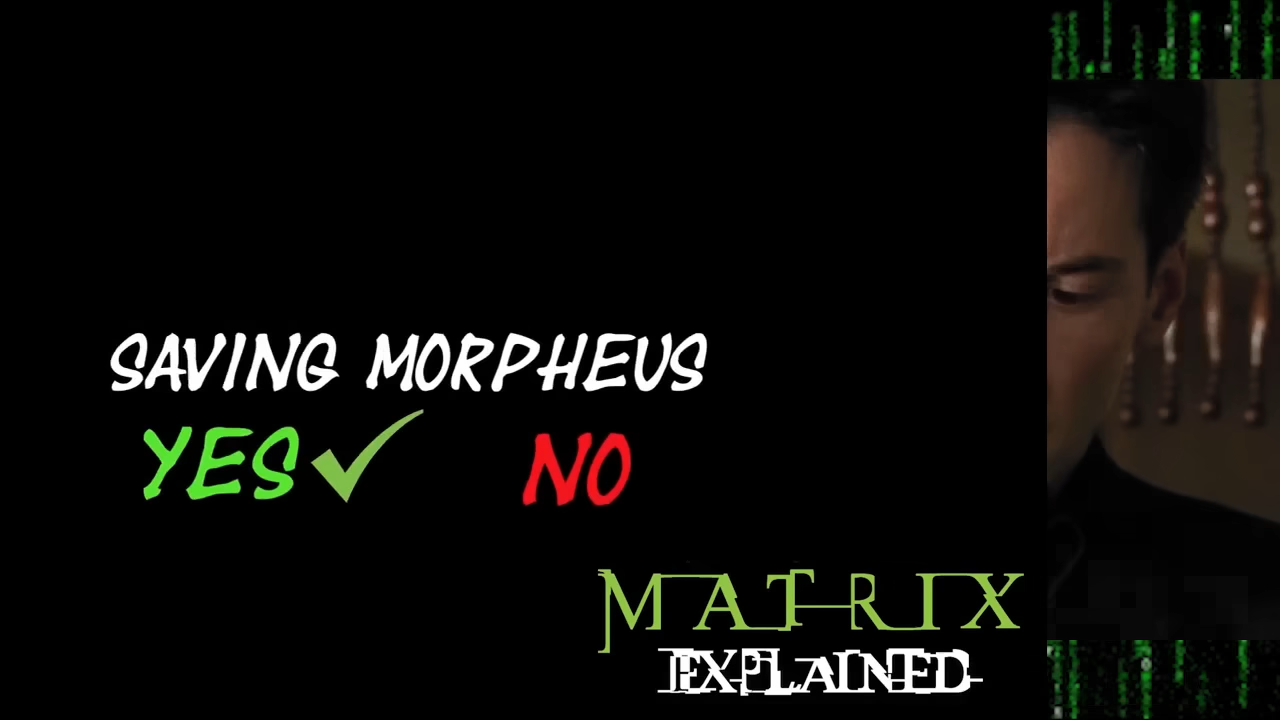 SAVING MORPHEUS
YES✓ NO
MATRIX
EXPLAINED